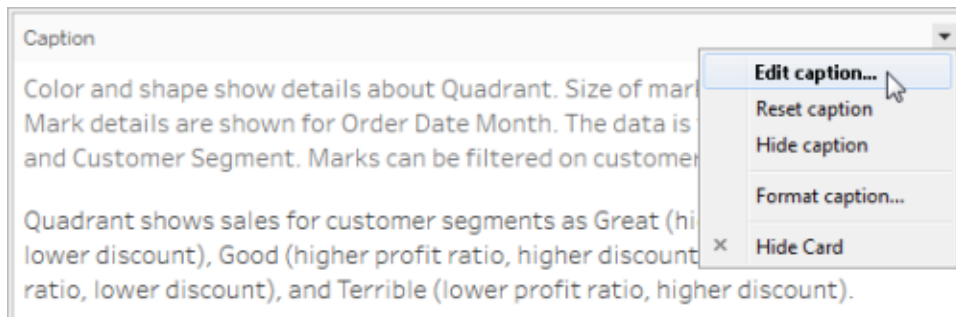 Caption
Color and shape show details about Quadrant. Size of mar
Mark details are shown for Order Date Month. The data is
and Customer Segment. Marks can be filtered on customer
Quadrant shows sales for customer segments as Great (hi
lower discount), Good (higher profit ratio, higher discount
ratio, lower discount), and Terrible (lower profit ratio, higher discount).
Edit caption...
Reset caption
Hide caption
Format caption...
Hide Card